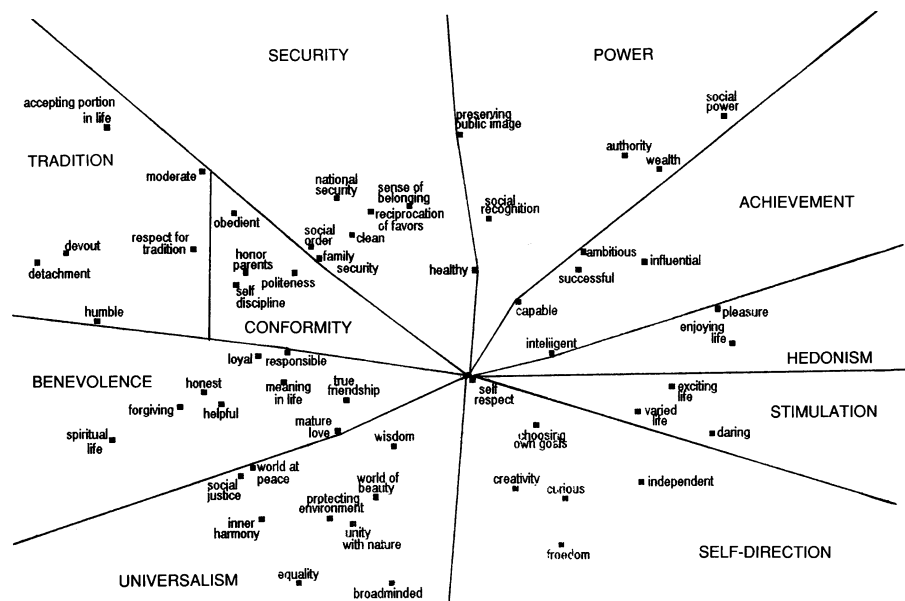 SECURITY
POWER
accepting portion
in life
social
power
preserving
public image
TRADITION
authority
wealth
moderate
national
security
sense of
belonging
reciprocation
of favors
social
recognition
ACHIEVEMENT
obedient
devout
detachment
respect for
tradition
social
order
clean
family
security
honor
parents
politeness
self
discipline
healthy
ambitious
influential
successful
humble
CONFORMITY
capable
pleasure
enjoying
life
intelligent
HEDONISM
loyal
responsible
BENEVOLENCE
honest
forgiving
helpful
meaning
in life
true
friendship
self
respect
exciting
life
STIMULATION
varied
life
daring
spiritual
life
mature
love
wisdom
choosing
own goals
world at
peace
social
justice
world of
beauty
creativity
curious
independent
protecting
environment
inner
harmony
unity
with nature
freedom
SELF-DIRECTION
UNIVERSALISM
equality
broadminded